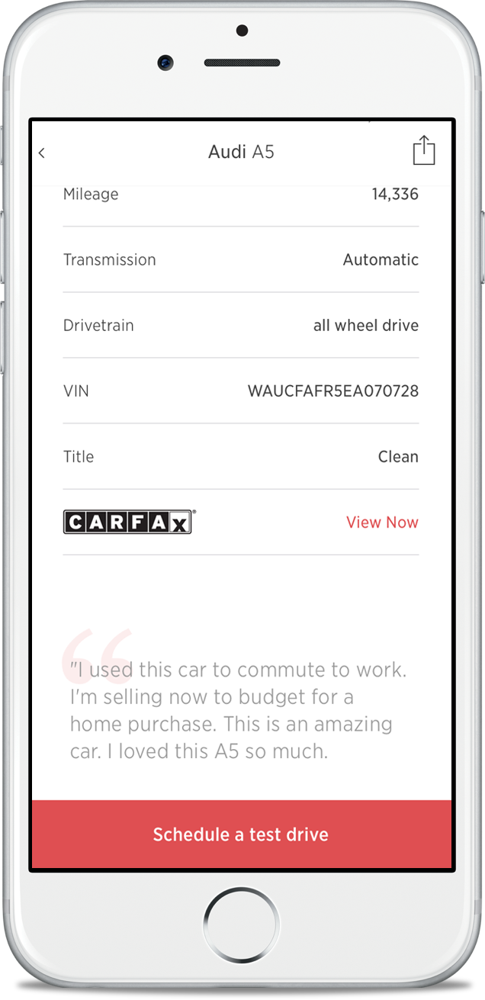 Audi A5
Mileage 14,336
Transmission Automatic
Drivetrain all wheel drive
VIN WAUCFAFR5EA070728
Title Clean
CARFAX® View Now
"I used this car to commute to work.
I'm selling now to budget for a
home purchase. This is an amazing
car. I loved this A5 so much.
Schedule a test drive